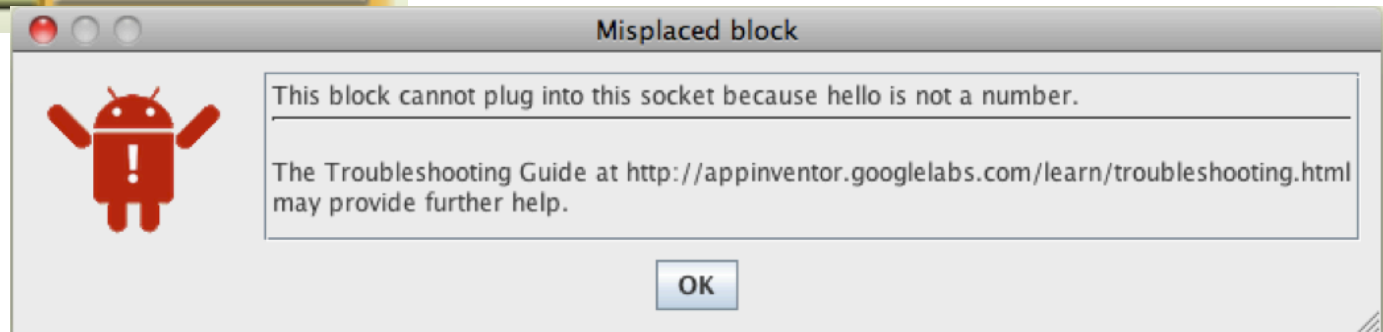 Misplaced block
This block cannot plug into this socket because hello is not a number.
The Troubleshooting Guide at http://appinventor.googlelabs.com/learn/troubleshooting.html
may provide further help.
!
OK